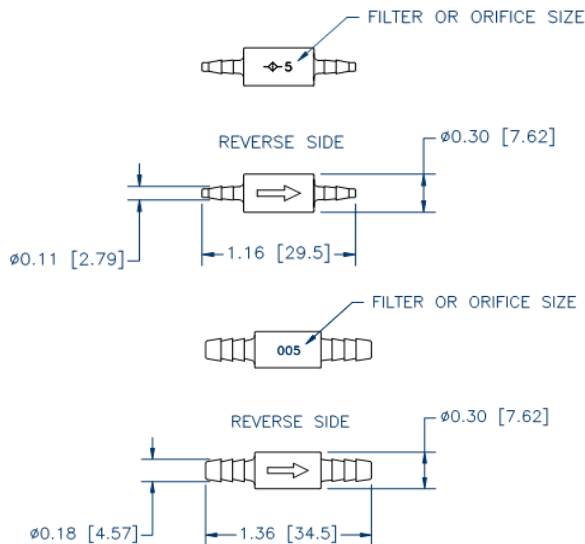 FILTER OR ORIFICE SIZE
5
REVERSE SIDE
ø0.30 [7.62]
ø0.11 [2.79]
1.16 [29.5]
FILTER OR ORIFICE SIZE
005
REVERSE SIDE
ø0.30 [7.62]
ø0.18 [4.57]
1.36 [34.5]